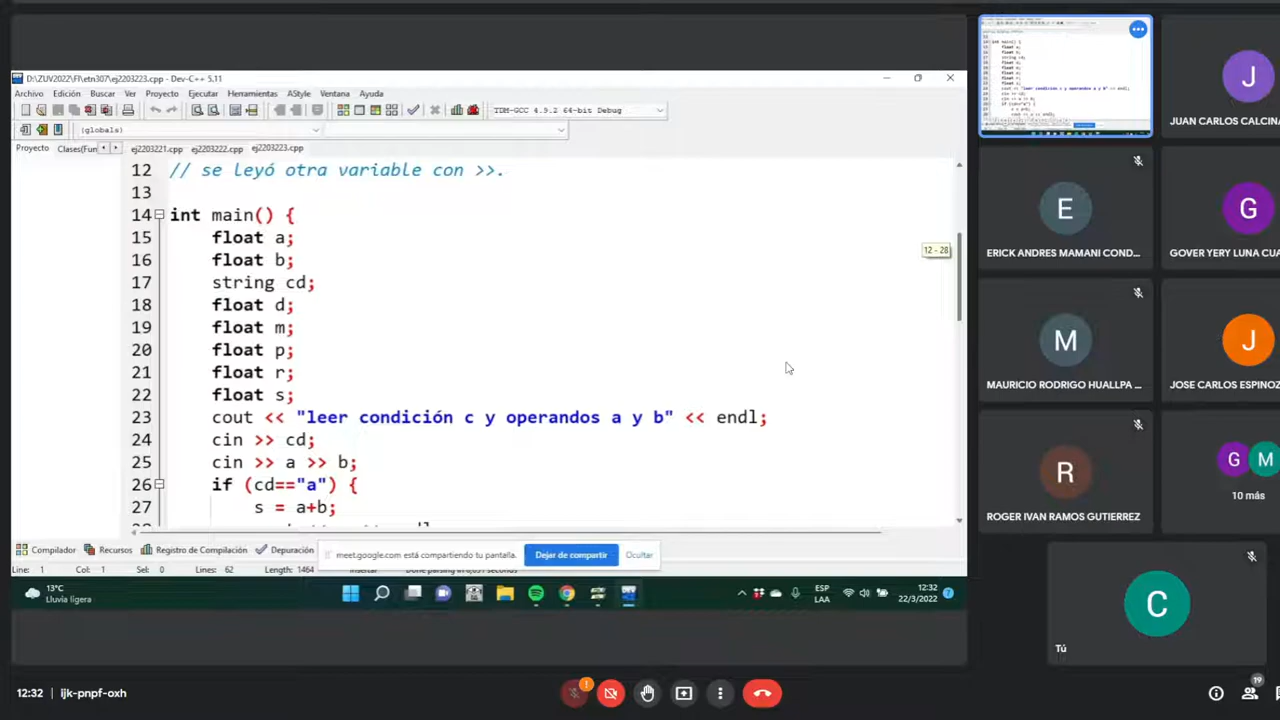 D:\ZUV2022\FI\etn307\ej2203223.cpp - Dev-C++ 5.11
Archivo Edición Buscar Ver Proyecto Ejecutar Herramientas AStyle Ventana Ayuda
64-bit Debug
(globals)
Proyecto Clases(Fun ej2203221.cpp ej2203222.cpp ej2203223.cpp
12 // se leyó otra variable con >>.
13
14 int main() {
15 float a;
16 float b;
17 string cd;
18 float d;
19 float m;
20 float p;
21 float r;
22 float s;
23 cout << "leer condición c y operandos a y b" << endl;
24 cin >> cd;
25 cin >> a >> b;
26 if (cd=="a") {
27 s = a+b;
12 - 28
Compilador Recursos Registro de Compilación Depuración
meet.google.com está compartiendo tu pantalla. Dejar de compartir Ocultar
Line: 1 Col: 1 Sel: 0 Lines: 62 Length: 1464
13°C
Lluvia ligera
ESP
LAA
12:32
22/3/2022
J
JUAN CARLOS CALCINA
E
ERICK ANDRES MAMANI COND...
G
GOVER YERY LUNA CUA
M
MAURICIO RODRIGO HUALLPA ...
J
JOSE CARLOS ESPINOZ
R
ROGER IVAN RAMOS GUTIERREZ
G M
10 más
C
Tú
12:32 | ijk-pnpf-oxh
19